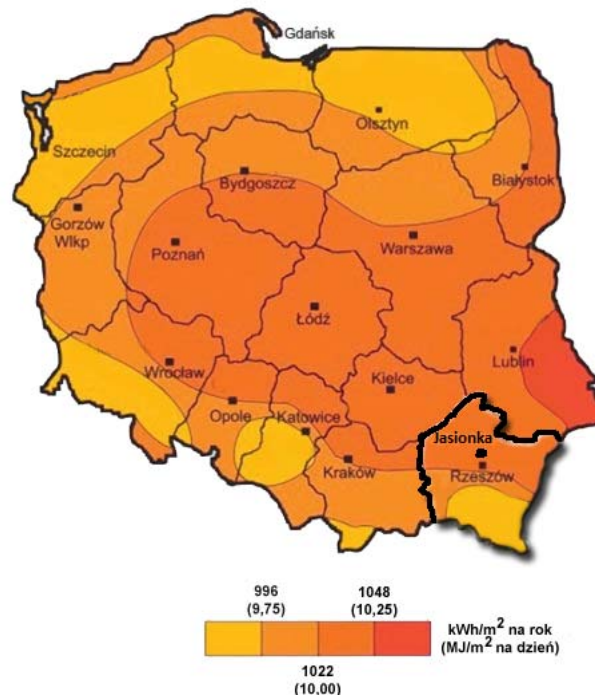 Gdańsk
Olsztyn
Szczecin
Bydgoszcz
Białystok
Gorzów
Wlkp
Poznań
Warszawa
Łódź
Wrocław
Lublin
Kielce
Opole
Katowice
Jasionka
Kraków
Rzeszów
996 1048
(9,75) (10,25) kWh/m² na rok
(MJ/m² na dzień)
1022
(10,00)